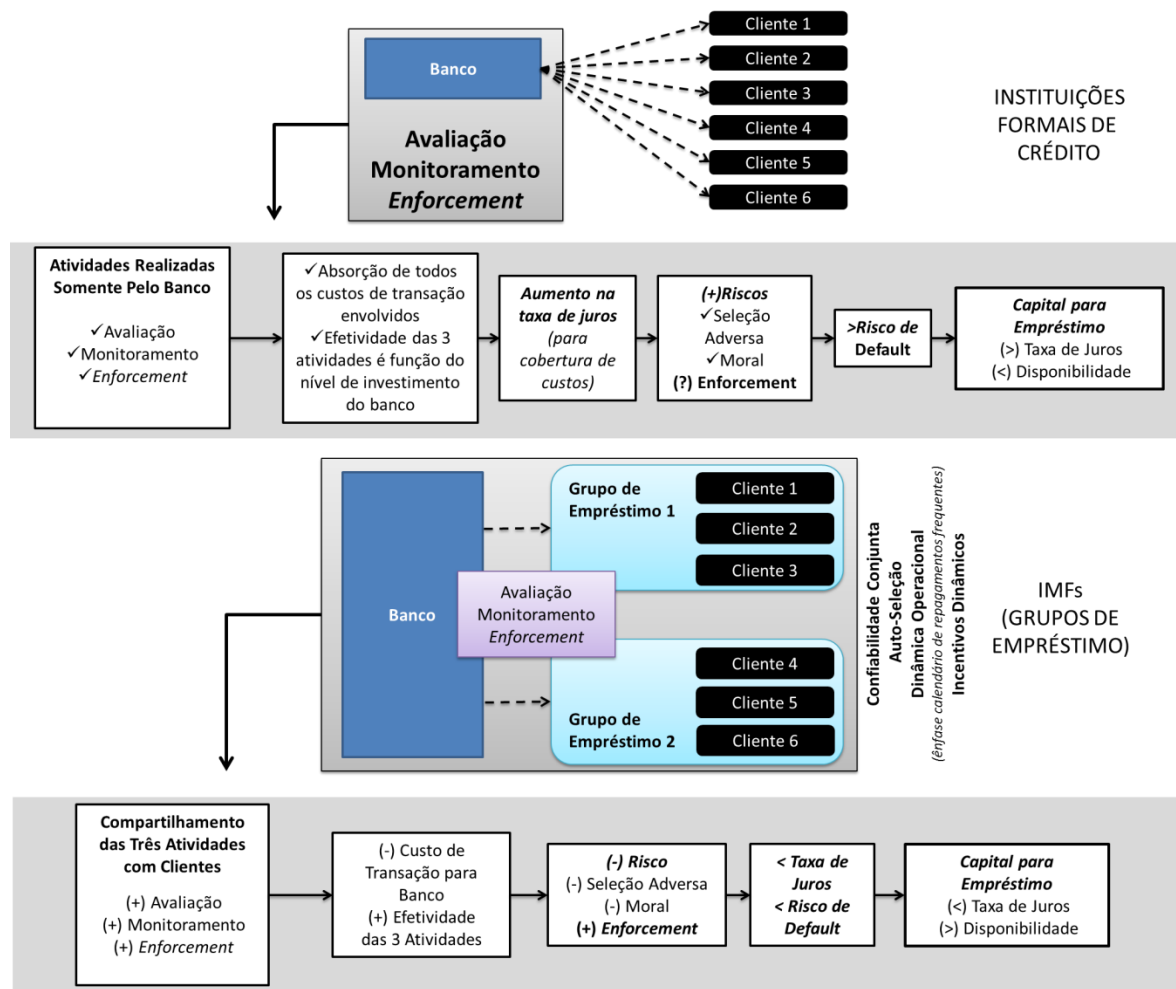 Banco
Avaliação
Monitoramento
Enforcement
Cliente 1
Cliente 2
Cliente 3
Cliente 4
Cliente 5
Cliente 6
INSTITUIÇÕES
FORMAIS DE
CRÉDITO
Atividades Realizadas
Somente Pelo Banco
✓Avaliação
✓Monitoramento
✓Enforcement
✓Absorção de todos
os custos de transação
envolvidos
✓Efetividade das 3
atividades é função do
nível de investimento
do banco
Aumento na
taxa de juros
(para
cobertura de
custos)
(+)Riscos
✓Seleção
Adversa
✓Moral
(?) Enforcement
>Risco de
Default
Capital para
Empréstimo
(>) Taxa de Juros
(<) Disponibilidade
Banco
Avaliação
Monitoramento
Enforcement
Grupo de
Empréstimo 1
Cliente 1
Cliente 2
Cliente 3
Grupo de
Empréstimo 2
Cliente 4
Cliente 5
Cliente 6
Confiabilidade Conjunta
Auto-Seleção
Dinâmica Operacional
(ênfase calendário de repagamentos frequentes)
Incentivos Dinâmicos
IMFs
(GRUPOS DE
EMPRÉSTIMO)
Compartilhamento
das Três Atividades
com Clientes
(+) Avaliação
(+) Monitoramento
(+) Enforcement
(-) Custo de
Transação para
Banco
(+) Efetividade
das 3 Atividades
(-) Risco
(-) Seleção Adversa
(-) Moral
(+) Enforcement
< Taxa de
Juros
< Risco de
Default
Capital para
Empréstimo
(<) Taxa de Juros
(>) Disponibilidade